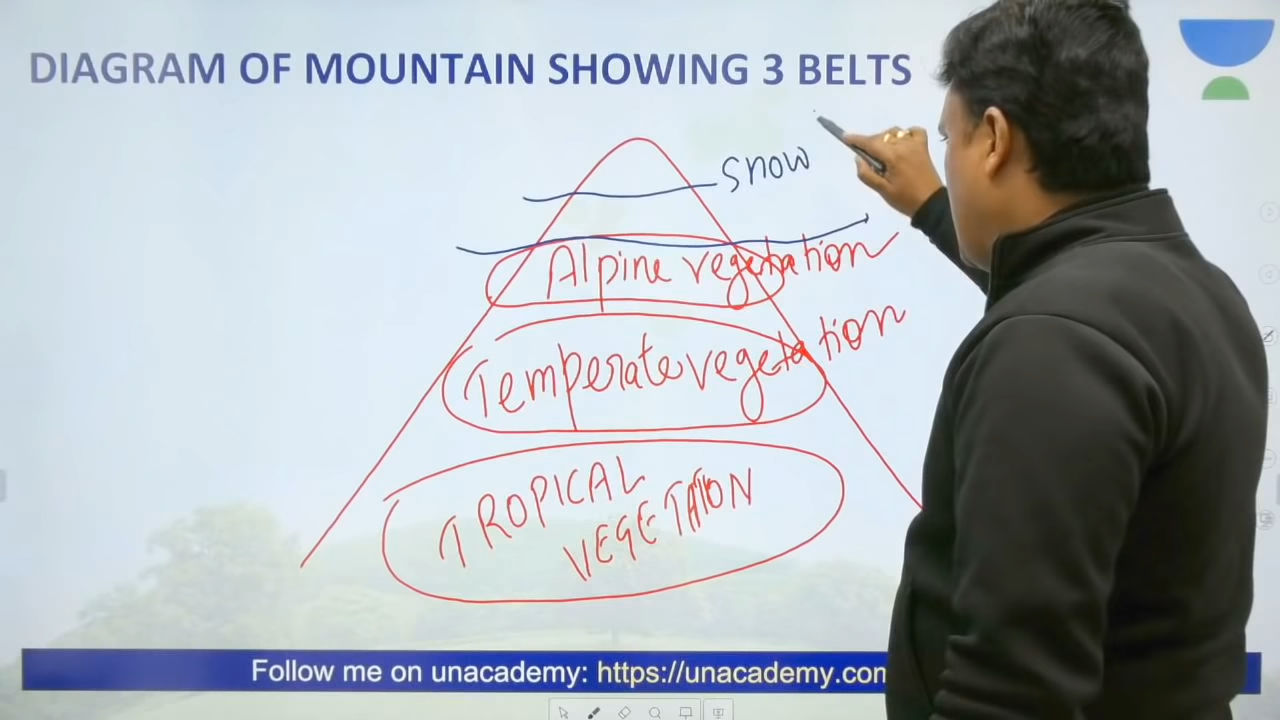 DIAGRAM OF MOUNTAIN SHOWING 3 BELTS
snow
Alpine vegetation
Temperate vegetation
TROPICAL
VEGETATION
Follow me on unacademy: https://unacademy.com